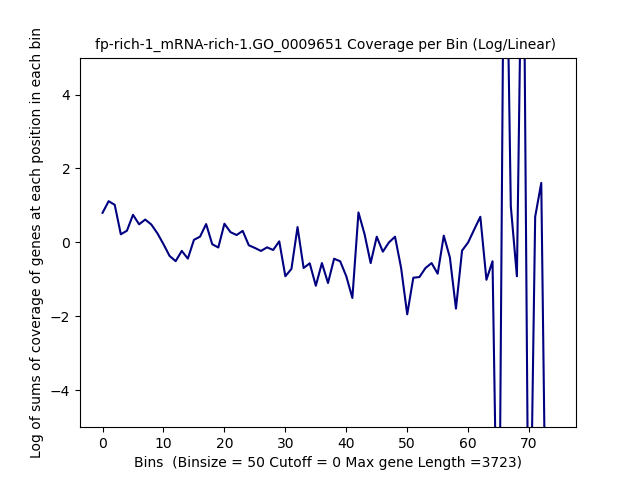 fp-rich-1_mRNA-rich-1.GO_0009651 Coverage per Bin (Log/Linear)
Log of sums of coverage of genes at each position in each bin
4
2
0
−2
−4
0 10 20 30 40 50 60 70
Bins  (Binsize = 50 Cutoff = 0 Max gene Length =3723)